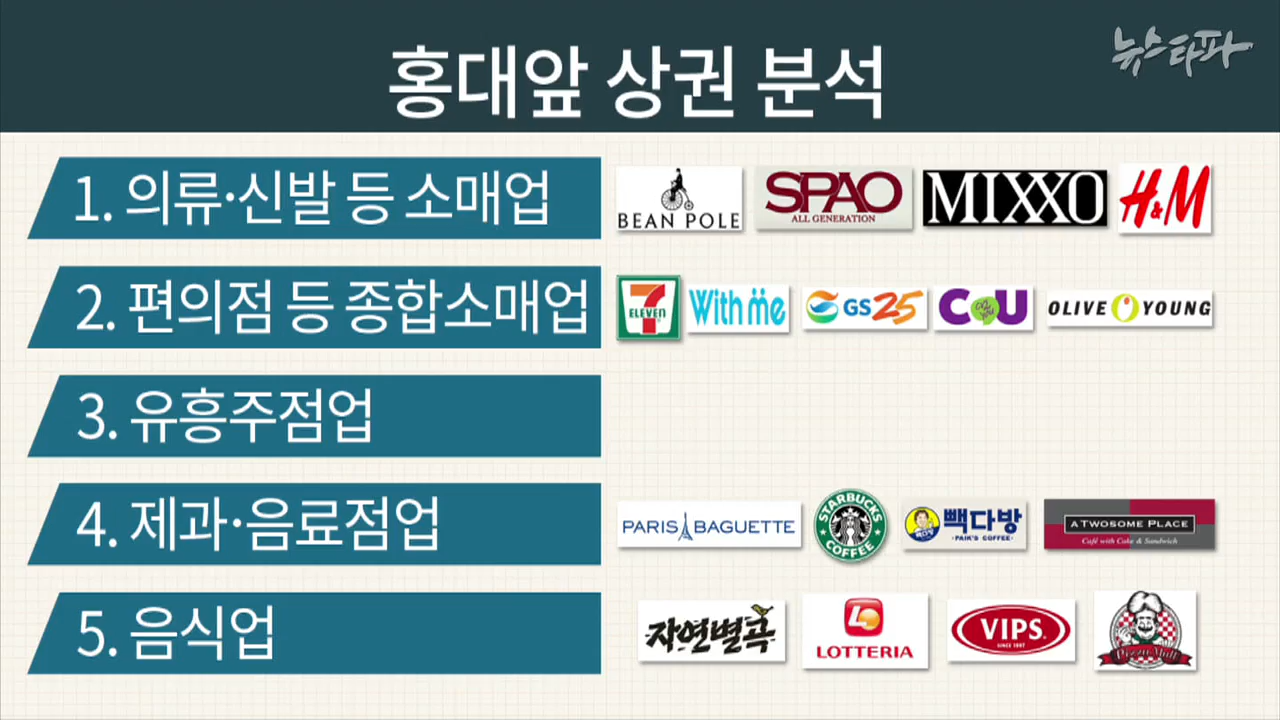 뉴스타파
홍대앞 상권 분석
1. 의류·신발 등 소매업
BEAN POLE
SPAO
ALL GENERATION
MIXXO
H&M
2. 편의점 등 종합소매업
7 ELEVEN
With me
GS25
CU
OLIVE YOUNG
3. 유흥주점업
4. 제과·음료점업
PARIS BAGUETTE
STARBUCKS COFFEE
빽다방
PAIK'S COFFEE
A TWOSOME PLACE
Café with Cake & Sandwich
5. 음식업
자연별곡
LOTTERIA
VIPS
SINCE 1997
Pizza Mall